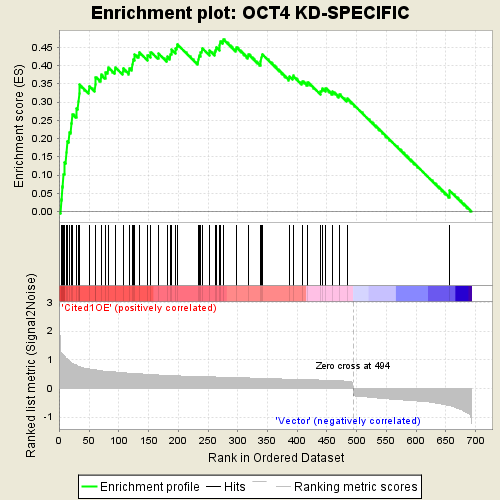 Enrichment plot: OCT4 KD-SPECIFIC
Enrichment score (ES)
0.45
0.40
0.35
0.30
0.25
0.20
0.15
0.10
0.05
0.00
'Cited1OE' (positively correlated)
Ranked list metric (Signal2Noise)
3
2
1
0
-1
Zero cross at 494
'Vector' (negatively correlated)
0 50 100 150 200 250 300 350 400 450 500 550 600 650 700
Rank in Ordered Dataset
Enrichment profile Hits Ranking metric scores